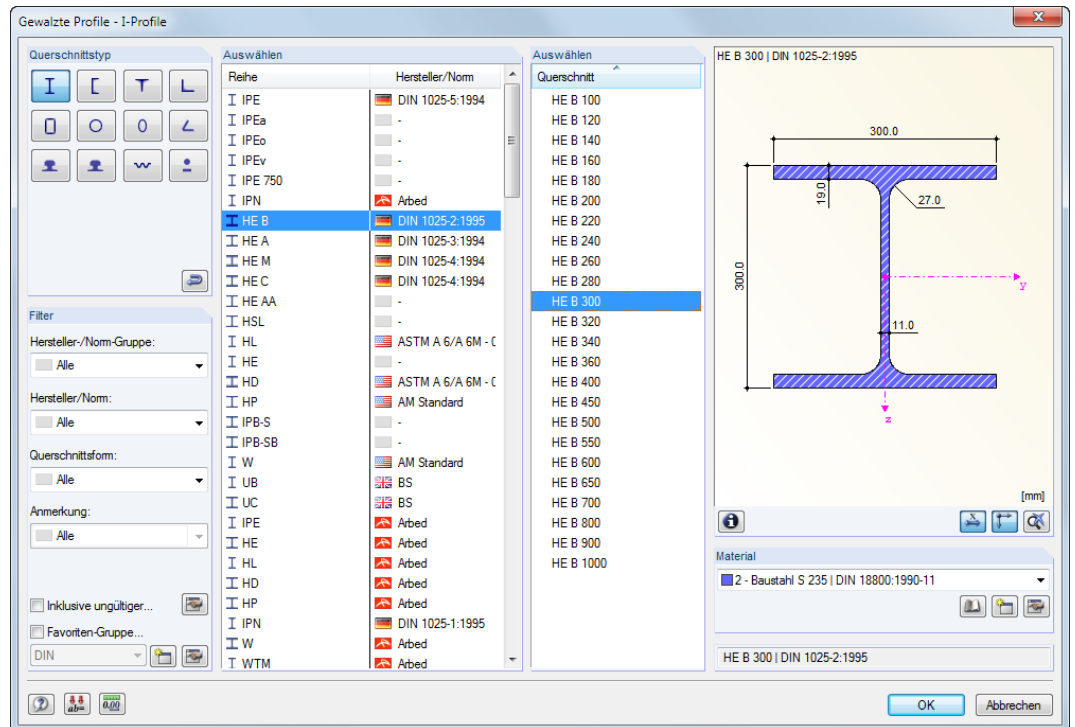 Gewalzte Profile - I-Profile
Querschnittstyp
Filter
Hersteller-/Norm-Gruppe:
Alle
Hersteller/Norm:
Alle
Querschnittsform:
Alle
Anmerkung:
Alle
Inklusive ungültiger...
Favoriten-Gruppe...
DIN
Auswählen
Reihe Hersteller/Norm
IPE DIN 1025-5:1994
IPEa -
IPEo -
IPEv -
IPE 750 -
IPN Arbed
HE B DIN 1025-2:1995
HE A DIN 1025-3:1994
HE M DIN 1025-4:1994
HE C DIN 1025-4:1994
HE AA -
HSL -
HL ASTM A 6/A 6M - 0
HE -
HD ASTM A 6/A 6M - 0
HP AM Standard
IPB-S -
IPB-SB -
W AM Standard
UB BS
UC BS
IPE Arbed
HE Arbed
HL Arbed
HD Arbed
HP Arbed
IPN DIN 1025-1:1995
W Arbed
WTM Arbed
Auswählen
Querschnitt
HE B 100
HE B 120
HE B 140
HE B 160
HE B 180
HE B 200
HE B 220
HE B 240
HE B 260
HE B 280
HE B 300
HE B 320
HE B 340
HE B 360
HE B 400
HE B 450
HE B 500
HE B 550
HE B 600
HE B 650
HE B 700
HE B 800
HE B 900
HE B 1000
HE B 300 | DIN 1025-2:1995
300.0
19.0
27.0
300.0
y
11.0
z
[mm]
Material
2 - Baustahl S 235 | DIN 18800:1990-11
HE B 300 | DIN 1025-2:1995
ab=
0.00
OK
Abbrechen